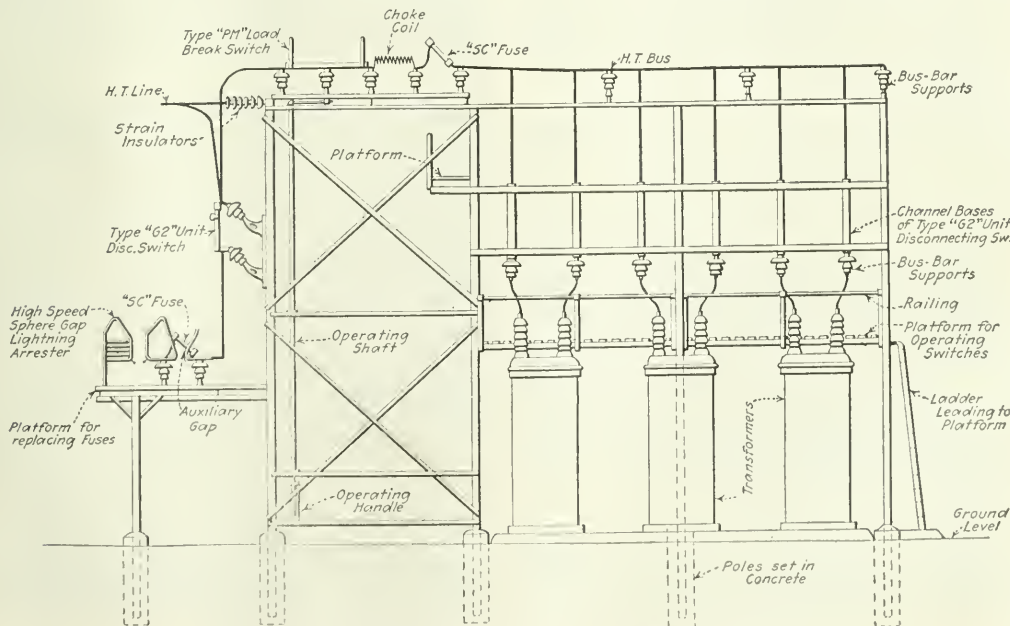 Choke
Coil
Type "PM" Load
Break Switch
"SC" Fuse
H.T. Bus
Bus-Bar
Supports
H.T. Line
Strain
Insulators
Platform
Type "G2" Unit
Disc. Switch
Channel Bases
of Type "G2" Unit
Disconnecting Sw
Bus-Bar
Supports
"SC" Fuse
High Speed
Sphere Gap
Lightning
Arrester
Railing
Operating
Shaft
Platform for
Operating
Switches
Auxiliary
Gap
Platform for
replacing Fuses
Ladder
Leading to
Platform
Transformers
Operating
Handle
Ground
Level
Poles set in
Concrete